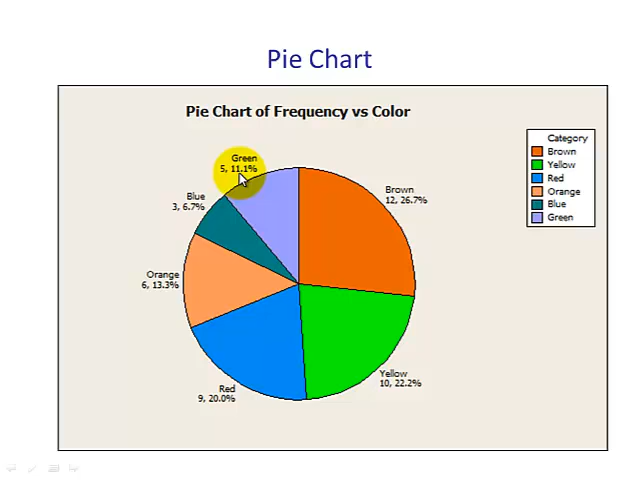 Pie Chart
Pie Chart of Frequency vs Color
Green
5, 11.1%
Brown
12, 26.7%
Blue
3, 6.7%
Orange
6, 13.3%
Yellow
10, 22.2%
Red
9, 20.0%
Category
Brown
Yellow
Red
Orange
Blue
Green